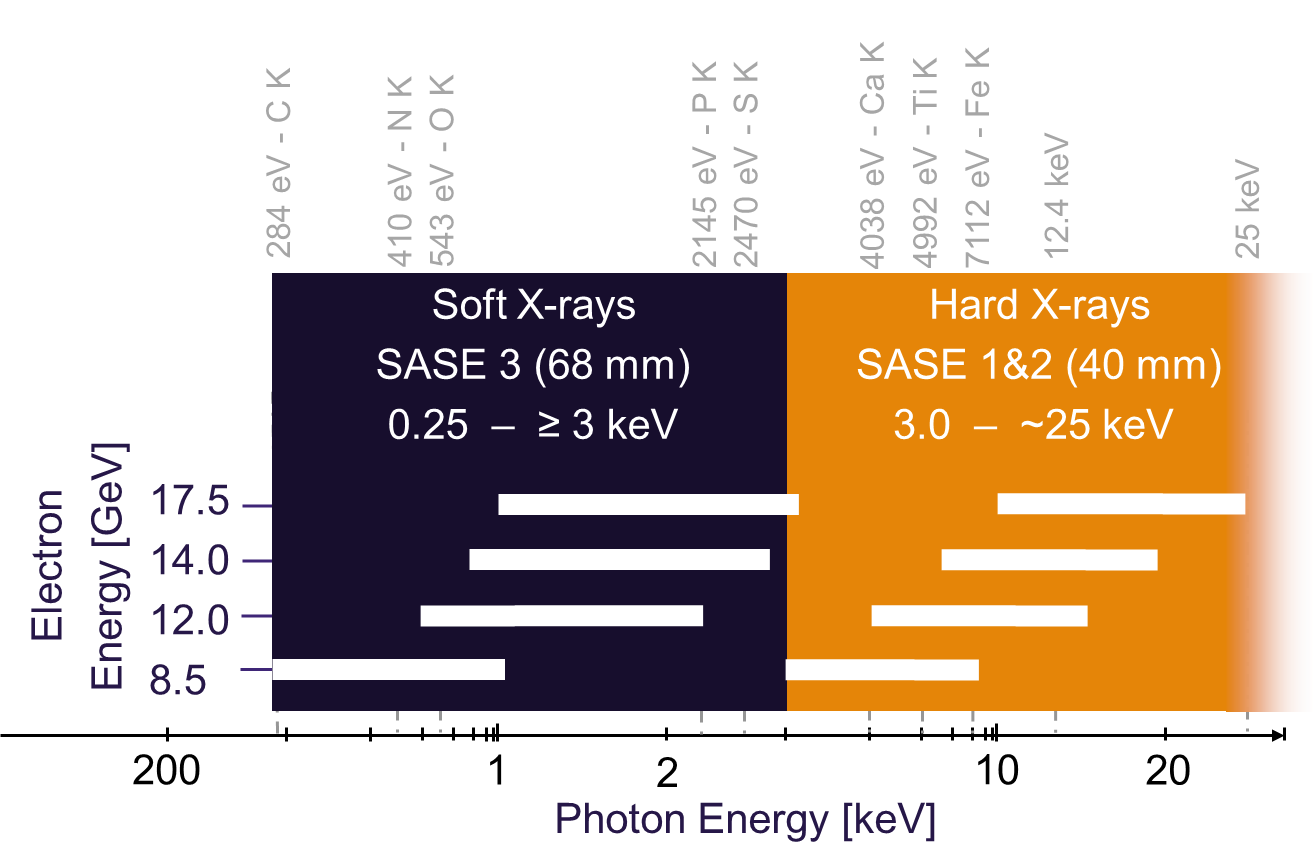 284 eV - C K
410 eV - N K
543 eV - O K
2145 eV - P K
2470 eV - S K
4038 eV - Ca K
4992 eV - Ti K
7112 eV - Fe K
12.4 keV
25 keV
Soft X-rays
SASE 3 (68 mm)
0.25 – ≥ 3 keV
Hard X-rays
SASE 1&2 (40 mm)
3.0 – ~25 keV
Electron
Energy [GeV]
17.5
14.0
12.0
8.5
200
1
2
10
20
Photon Energy [keV]